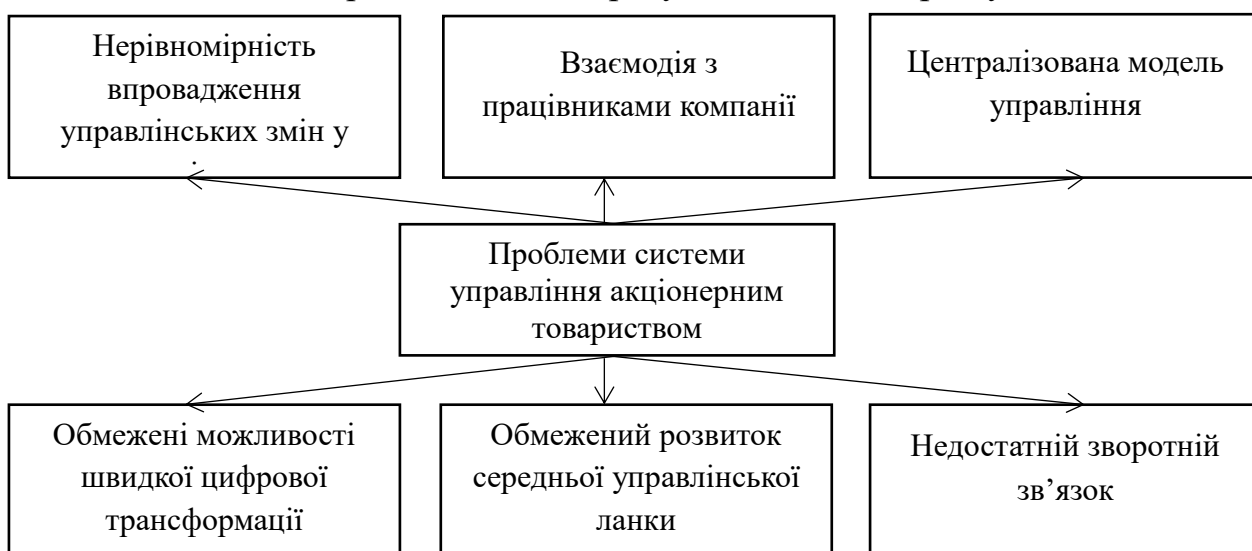 Нерівномірність
впровадження
управлінських змін у
Взаємодія з
працівниками компанії
Централізована модель
управління
Проблеми системи
управління акціонерним
товариством
Обмежені можливості
швидкої цифрової
трансформації
Обмежений розвиток
середньої управлінської
ланки
Недостатній зворотній
зв’язок